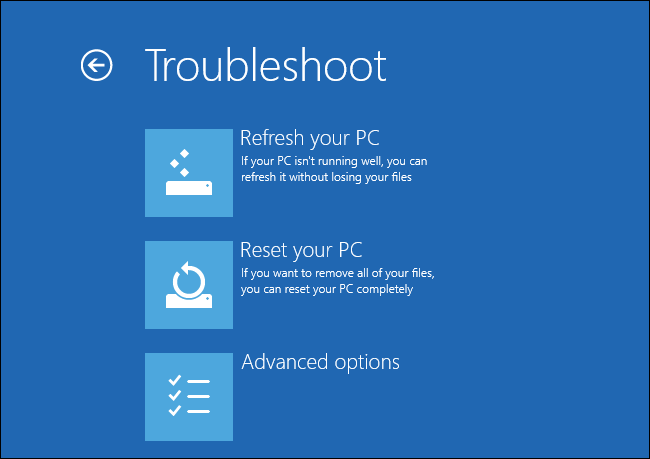 Troubleshoot
Refresh your PC
If your PC isn't running well, you can
refresh it without losing your files
Reset your PC
If you want to remove all of your files,
you can reset your PC completely
Advanced options